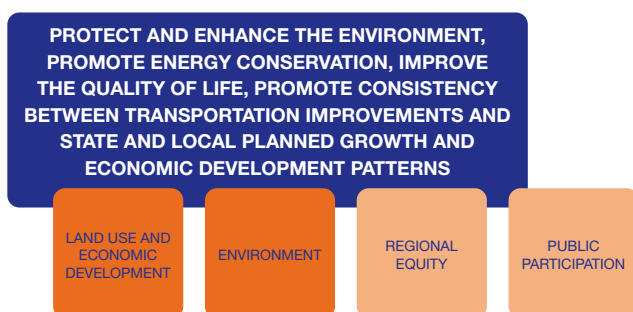 PROTECT AND ENHANCE THE ENVIRONMENT,
PROMOTE ENERGY CONSERVATION, IMPROVE
THE QUALITY OF LIFE, PROMOTE CONSISTENCY
BETWEEN TRANSPORTATION IMPROVEMENTS AND
STATE AND LOCAL PLANNED GROWTH AND
ECONOMIC DEVELOPMENT PATTERNS
LAND USE AND
ECONOMIC
DEVELOPMENT
ENVIRONMENT
REGIONAL
EQUITY
PUBLIC
PARTICIPATION